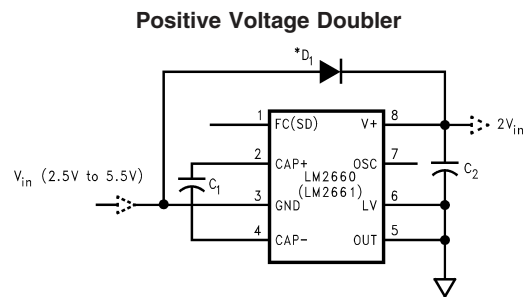 Positive Voltage Doubler
*D1
1 FC(SD) V+ 8
2Vin
2 CAP+ OSC 7
Vin (2.5V to 5.5V)
C1
LM2660
(LM2661)
C2
3 GND LV 6
4 CAP- OUT 5